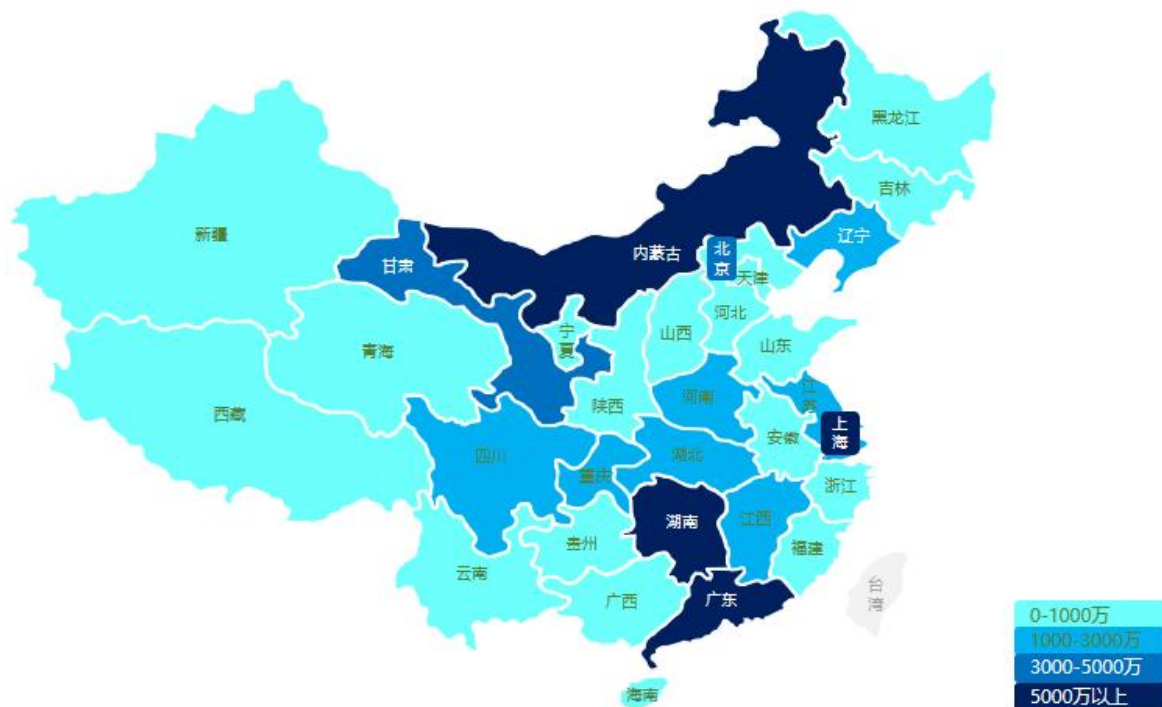 黑龙江
吉林
新疆
辽宁
内蒙古
北京
甘肃
天津
河北
宁夏
山西
山东
青海
江苏
河南
陕西
西藏
上海
安徽
四川
湖北
重庆
浙江
湖南
江西
贵州
福建
云南
广西
广东
台湾
海南
0-1000万
1000-3000万
3000-5000万
5000万以上